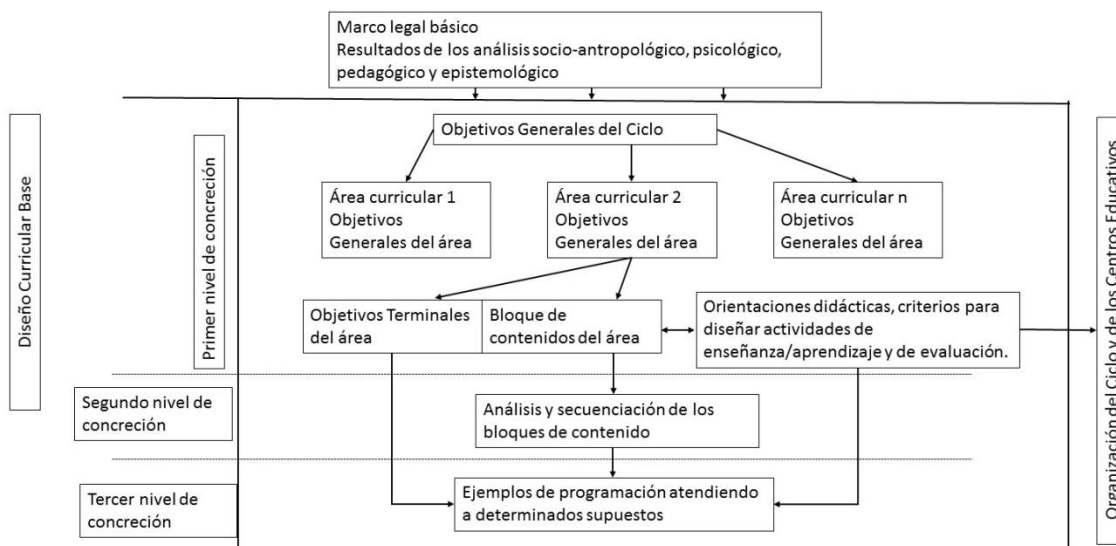 Marco legal básico
Resultados de los análisis socio-antropológico, psicológico,
pedagógico y epistemológico
Diseño Curricular Base
Primer nivel de concreción
Objetivos Generales del Ciclo
Área curricular 1
Objetivos
Generales del área
Área curricular 2
Objetivos
Generales del área
Área curricular n
Objetivos
Generales del área
Objetivos Terminales
del área
Bloque de
contenidos del área
Orientaciones didácticas, criterios para
diseñar actividades de
enseñanza/aprendizaje y de evaluación.
Organización del Ciclo y de los Centros Educativos
Segundo nivel de
concreción
Análisis y secuenciación de los
bloques de contenido
Tercer nivel de
concreción
Ejemplos de programación atendiendo
a determinados supuestos